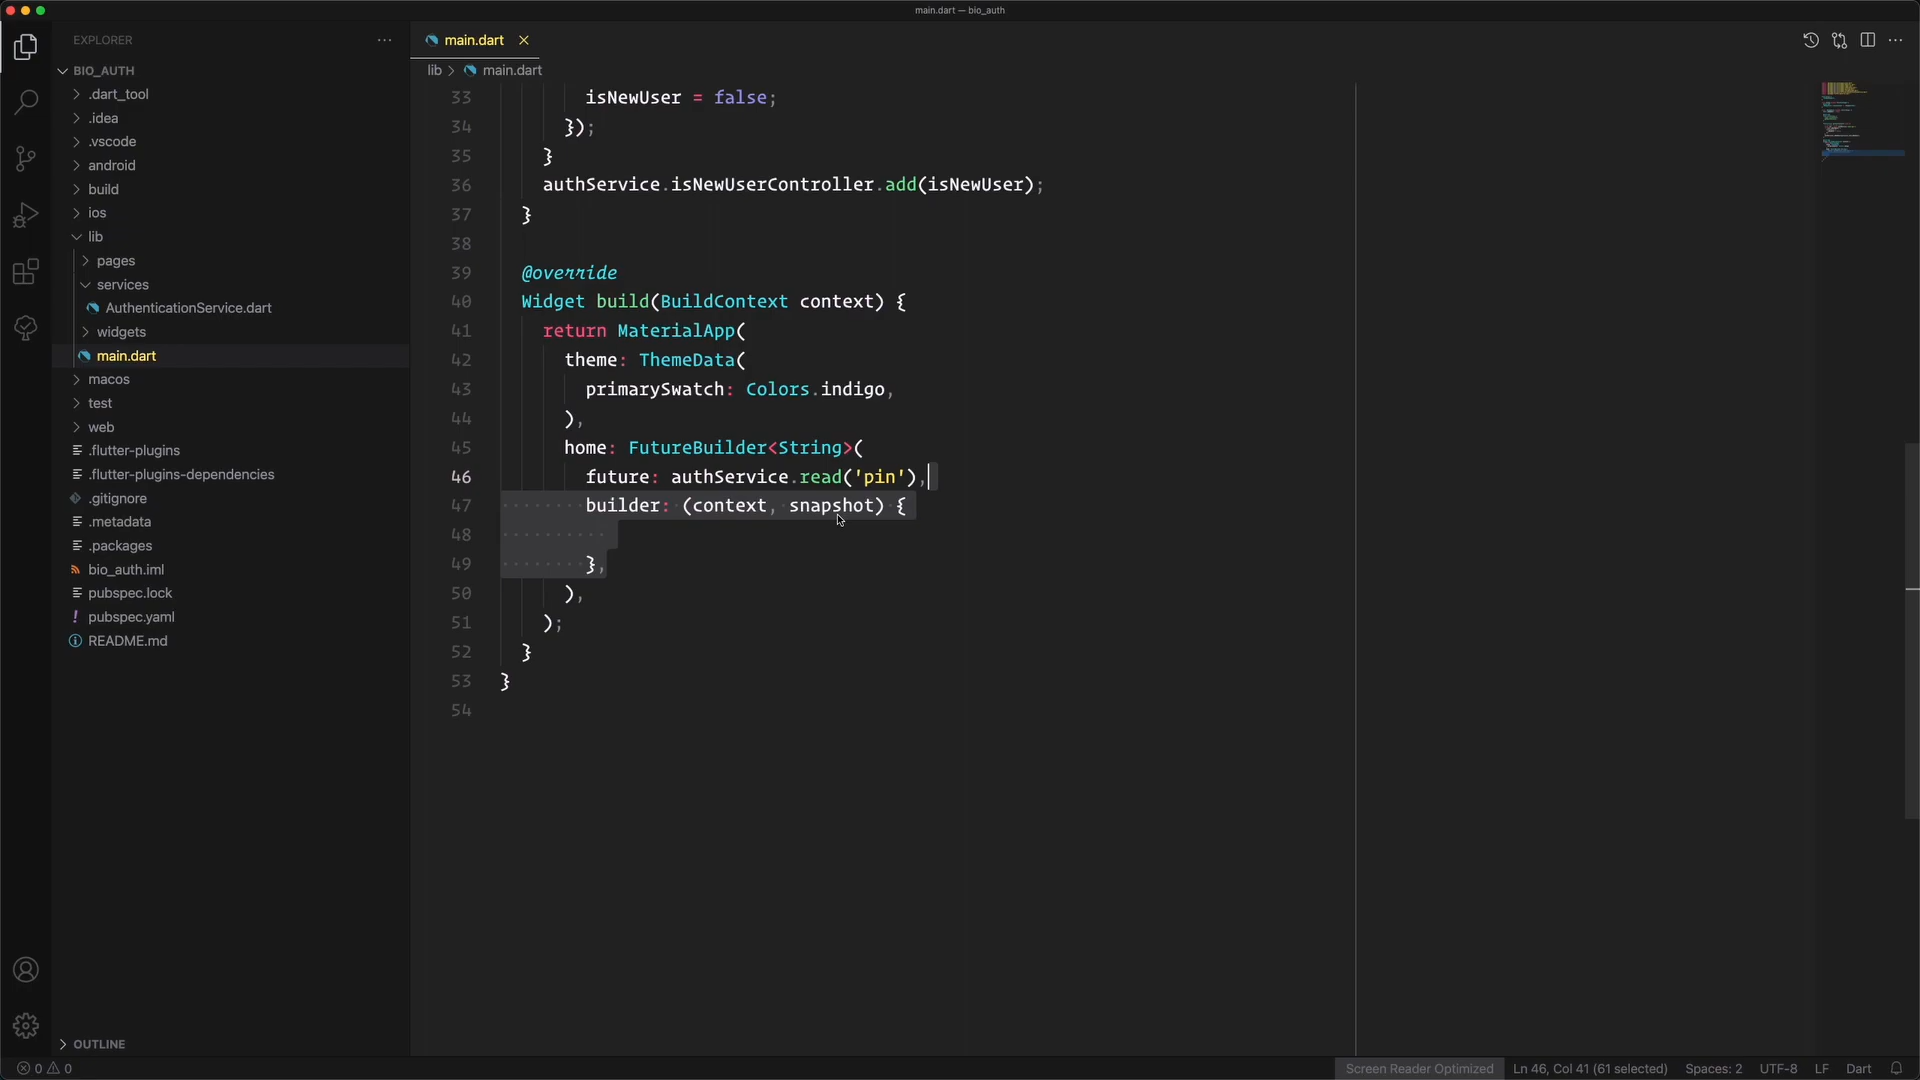 main.dart — bio_auth
EXPLORER
main.dart
BIO_AUTH
lib > main.dart
.dart_tool
.idea
.vscode
android
build
ios
lib
pages
services
AuthenticationService.dart
widgets
main.dart
macos
test
web
.flutter-plugins
.flutter-plugins-dependencies
.gitignore
.metadata
.packages
bio_auth.iml
pubspec.lock
pubspec.yaml
README.md
OUTLINE
33 isNewUser = false;
34 });
35 }
36 authService.isNewUserController.add(isNewUser);
37 }
38
39 @override
40 Widget build(BuildContext context) {
41 return MaterialApp(
42 theme: ThemeData(
43 primarySwatch: Colors.indigo,
44 ),
45 home: FutureBuilder<String>(
46 future: authService.read('pin'),
47 builder: (context, snapshot) {
48
49 },
50 ),
51 );
52 }
53 }
54
0 0
Screen Reader Optimized Ln 46, Col 41 (61 selected) Spaces: 2 UTF-8 LF Dart